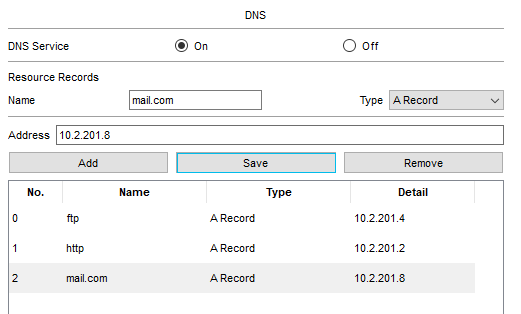 DNS
DNS Service On Off
Resource Records
Name mail.com Type A Record
Address 10.2.201.8
Add Save Remove
No. Name Type Detail
0 ftp A Record 10.2.201.4
1 http A Record 10.2.201.2
2 mail.com A Record 10.2.201.8